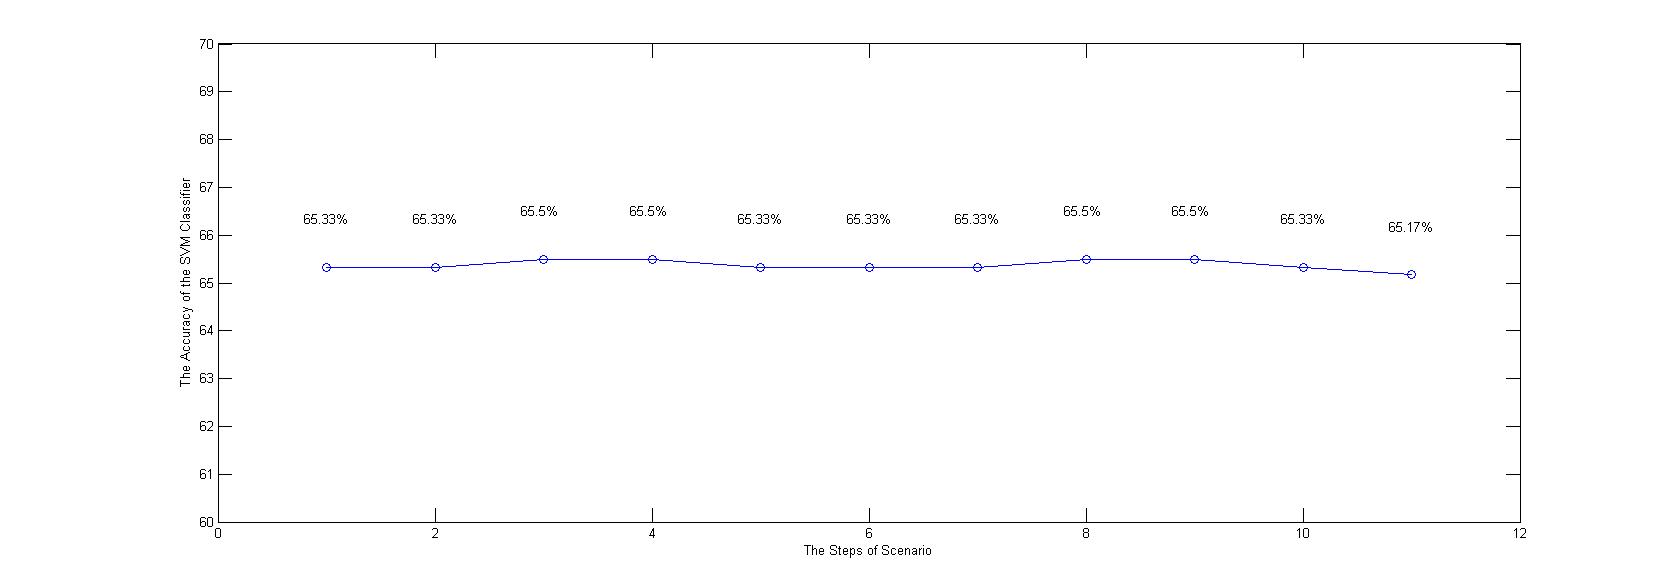 70
69
68
67
66
65
64
63
62
61
60
The Accuracy of the SVM Classifier
65.33% 65.33% 65.5% 65.5% 65.33% 65.33% 65.33% 65.5% 65.5% 65.33% 65.17%
0 2 4 6 8 10 12
The Steps of Scenario